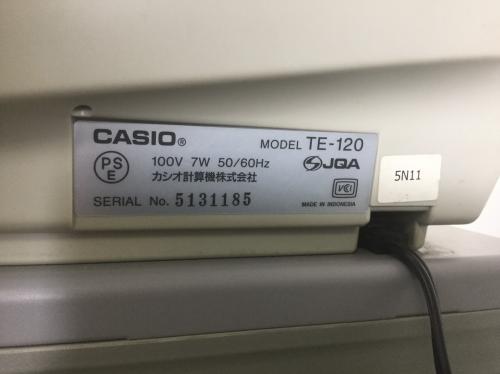 CASIO® MODEL TE-120
PS E 100V 7W 50/60Hz JQA
カシオ計算機株式会社
5N11
VCCI
SERIAL No. 5131185 MADE IN INDONESIA